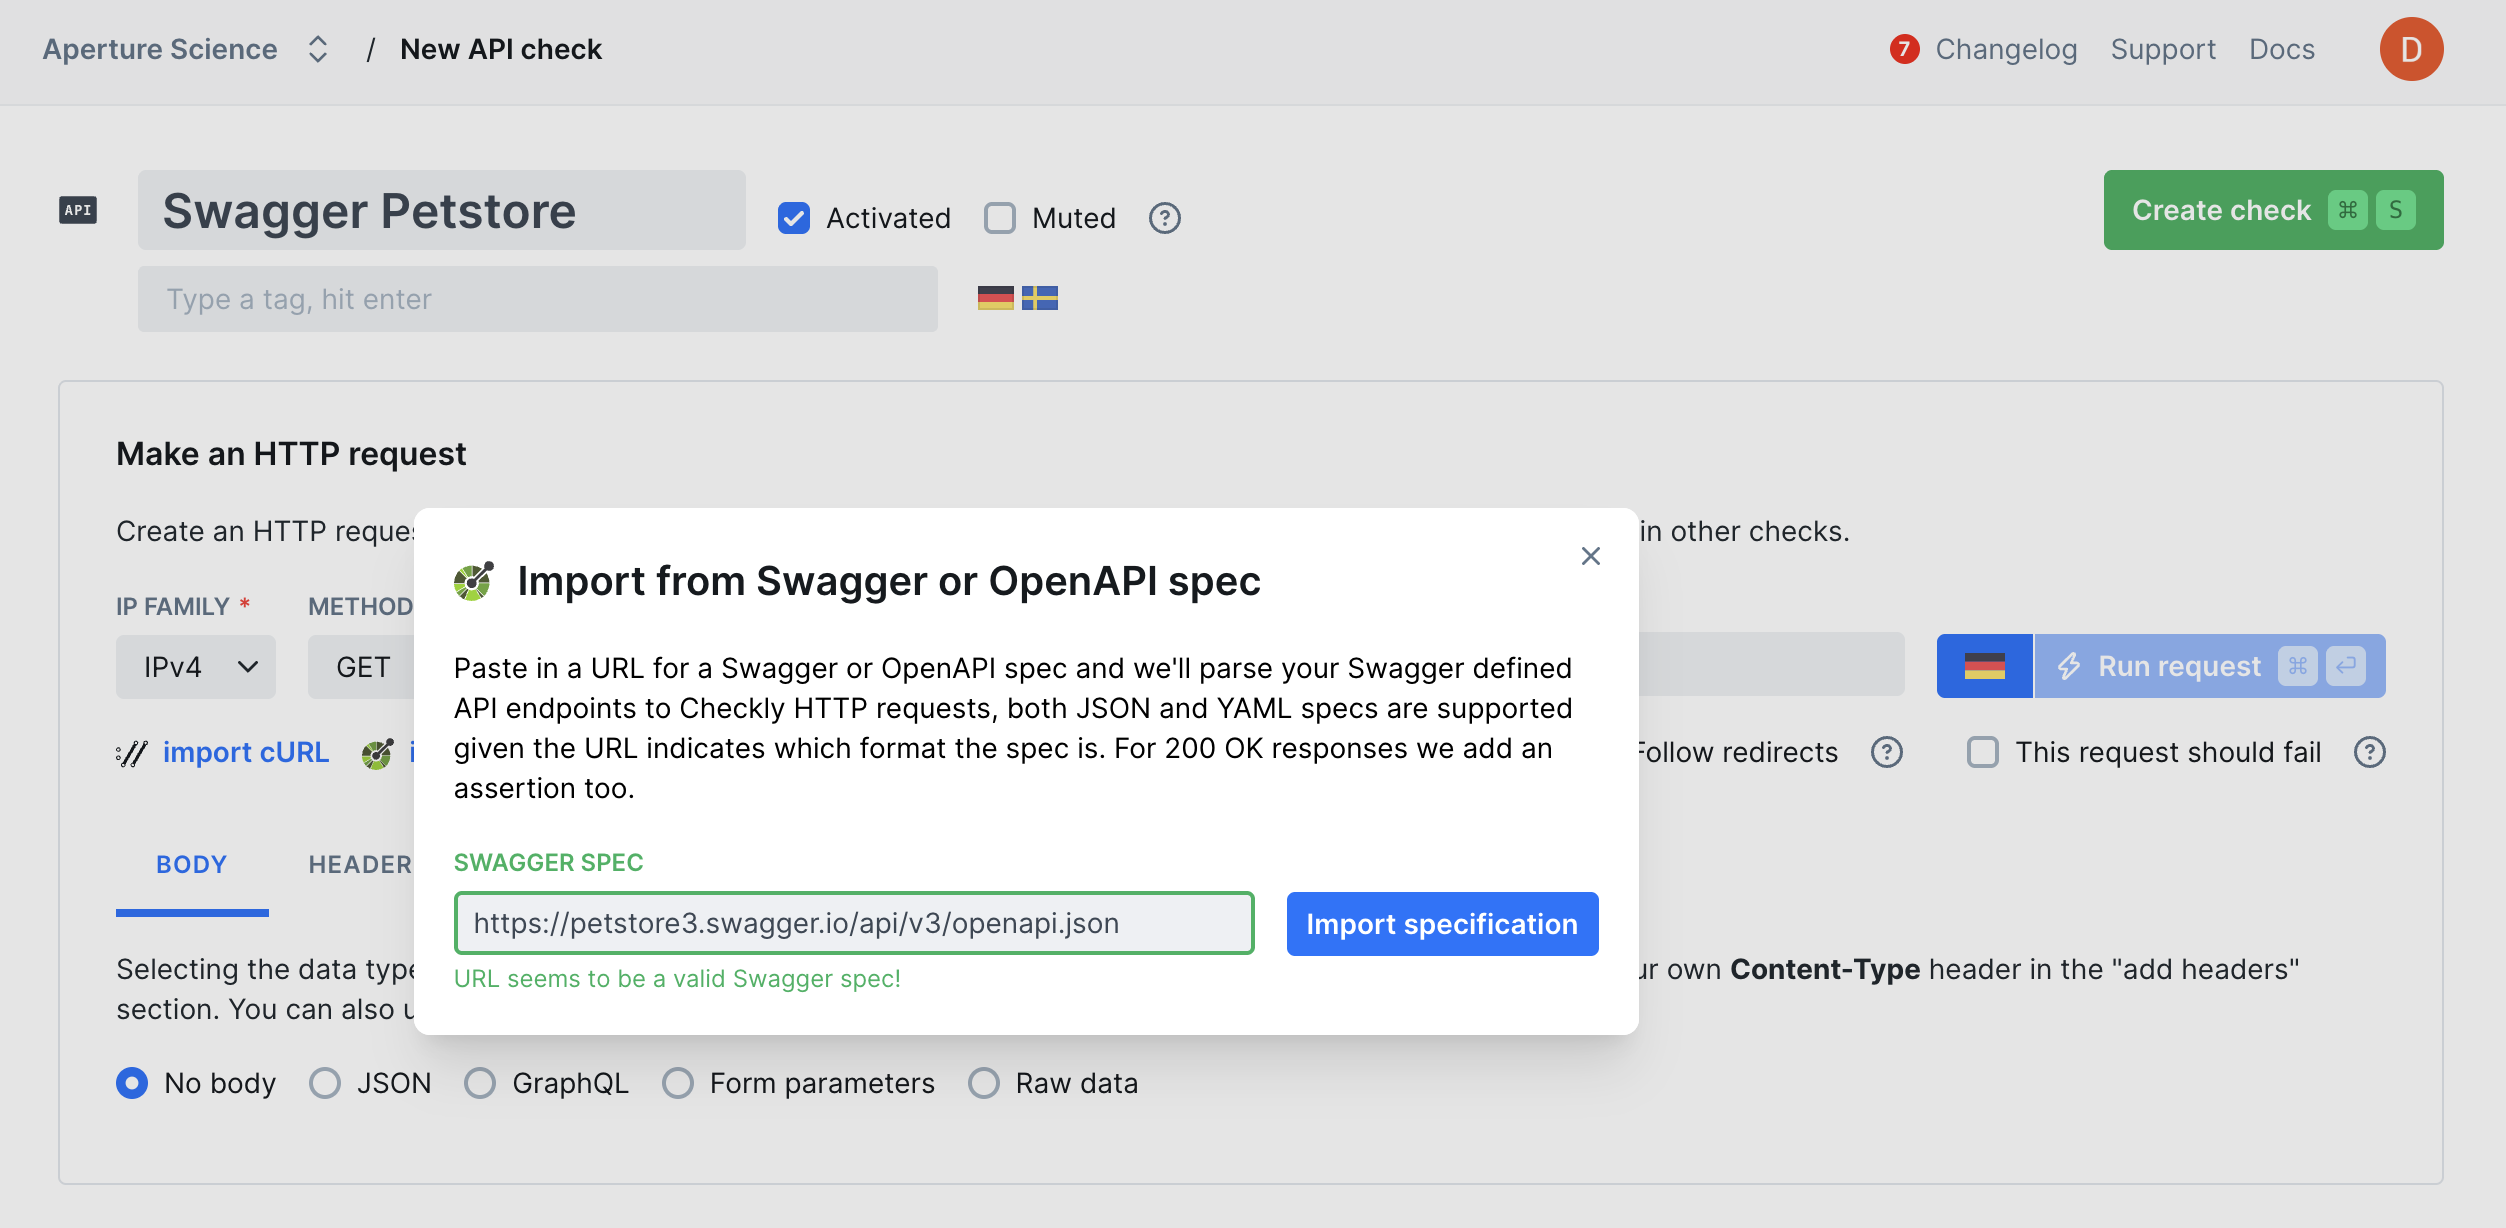 Aperture Science / New API check
7 Changelog Support Docs D
API Swagger Petstore Activated Muted ? Create check ⌘ S
Type a tag, hit enter
Make an HTTP request
Create an HTTP in other checks.
IP FAMILY * METHOD
IPv4 GET Run request ⌘ ↵
import cURL Follow redirects ? This request should fail ?
Import from Swagger or OpenAPI spec
Paste in a URL for a Swagger or OpenAPI spec and we'll parse your Swagger defined
API endpoints to Checkly HTTP requests, both JSON and YAML specs are supported
given the URL indicates which format the spec is. For 200 OK responses we add an
assertion too.
SWAGGER SPEC
https://petstore3.swagger.io/api/v3/openapi.json Import specification
URL seems to be a valid Swagger spec!
BODY HEADER
Selecting the data type own Content-Type header in the "add headers"
section. You can also
No body JSON GraphQL Form parameters Raw data